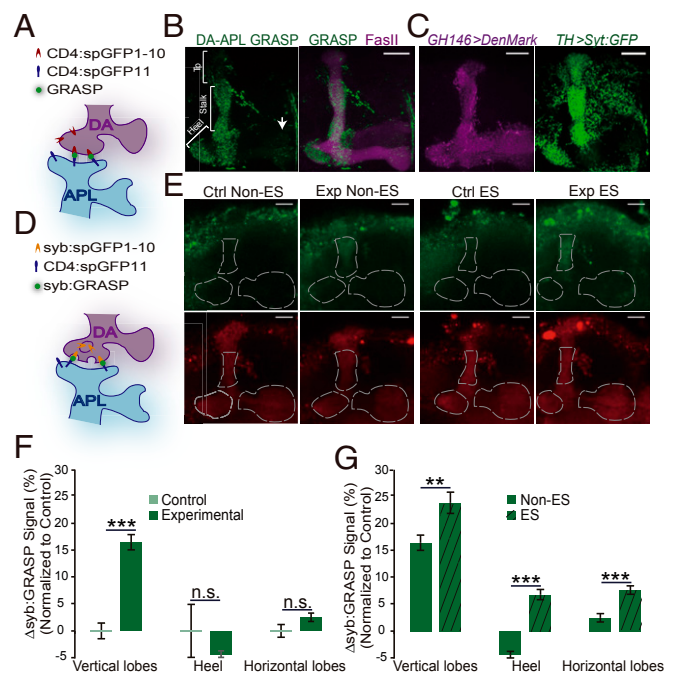 A
CD4:spGFP1-10
CD4:spGFP11
GRASP
DA
APL
B
DA-APL GRASP
GRASP FasII
Tip
Stalk
Heel
C
GH146>DenMark
TH>Syt:GFP
D
syb:spGFP1-10
CD4:spGFP11
syb:GRASP
DA
APL
E
Ctrl Non-ES
Exp Non-ES
Ctrl ES
Exp ES
F
Δsyb:GRASP Signal (%)
(Normalized to Control)
30
25
20
15
10
5
0
-5
Control
Experimental
***
n.s.
n.s.
Vertical lobes
Heel
Horizontal lobes
G
Δsyb:GRASP Signal (%)
(Normalized to Control)
30
25
20
15
10
5
0
-5
Non-ES
ES
**
***
***
Vertical lobes
Heel
Horizontal lobes